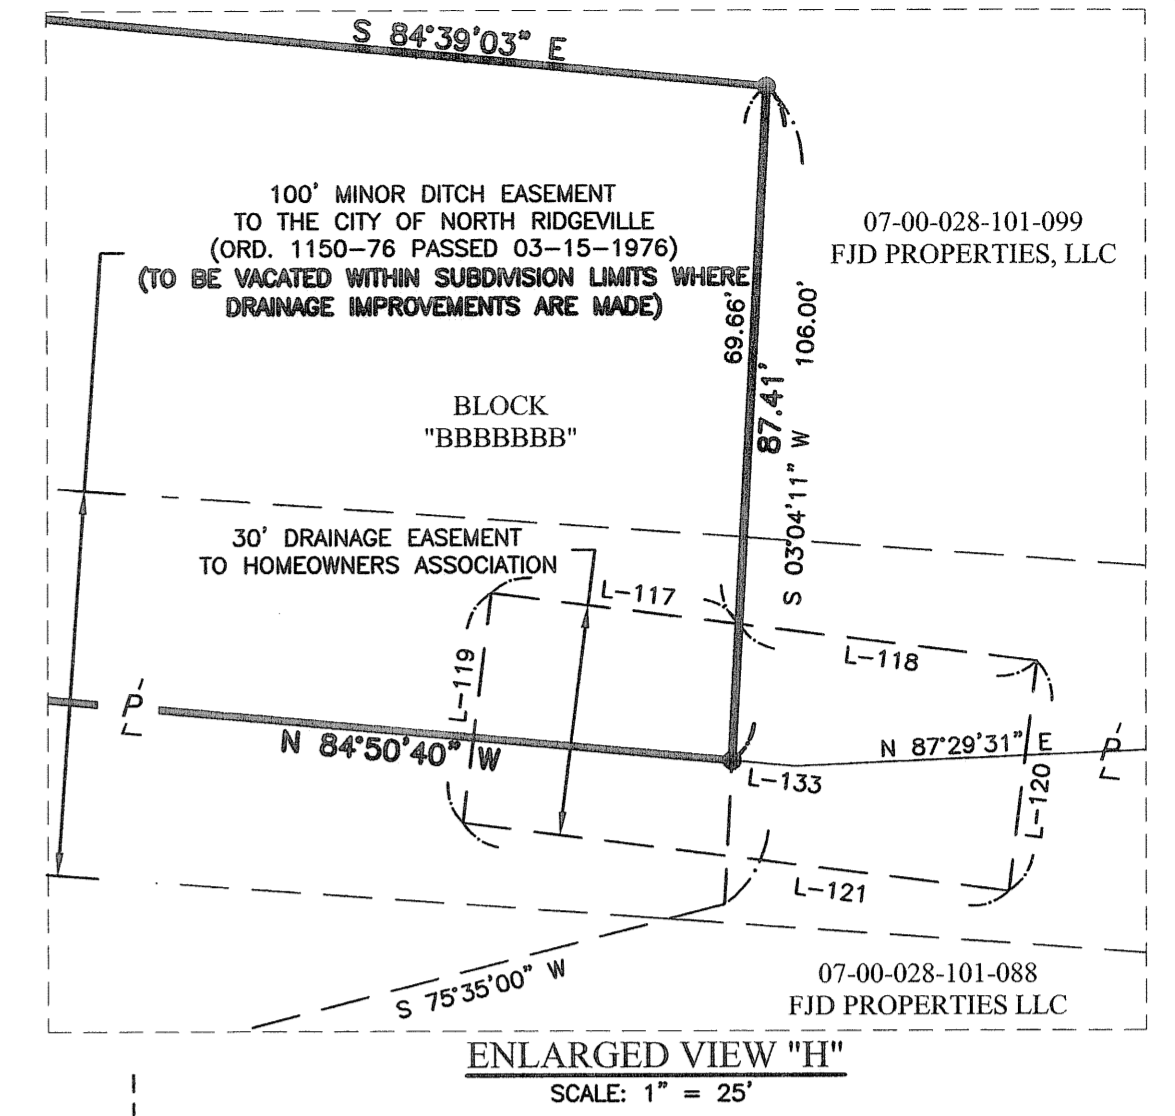 S 84°39'03" E
100' MINOR DITCH EASEMENT
TO THE CITY OF NORTH RIDGEVILLE
(ORD. 1150-76 PASSED 03-15-1976)
(TO BE VACATED WITHIN SUBDIVISION LIMITS WHERE
DRAINAGE IMPROVEMENTS ARE MADE)
07-00-028-101-099
FJD PROPERTIES, LLC
69.66'
106.00'
87.41'
S 03°04'11" W
BLOCK
"BBBBBBB"
30' DRAINAGE EASEMENT
TO HOMEOWNERS ASSOCIATION
L-117
L-118
L-119
P
L
N 84°50'40" W
N 87°29'31" E
P
L
L-133
L-120
L-121
S 75°35'00" W
07-00-028-101-088
FJD PROPERTIES LLC
ENLARGED VIEW "H"
SCALE: 1" = 25'